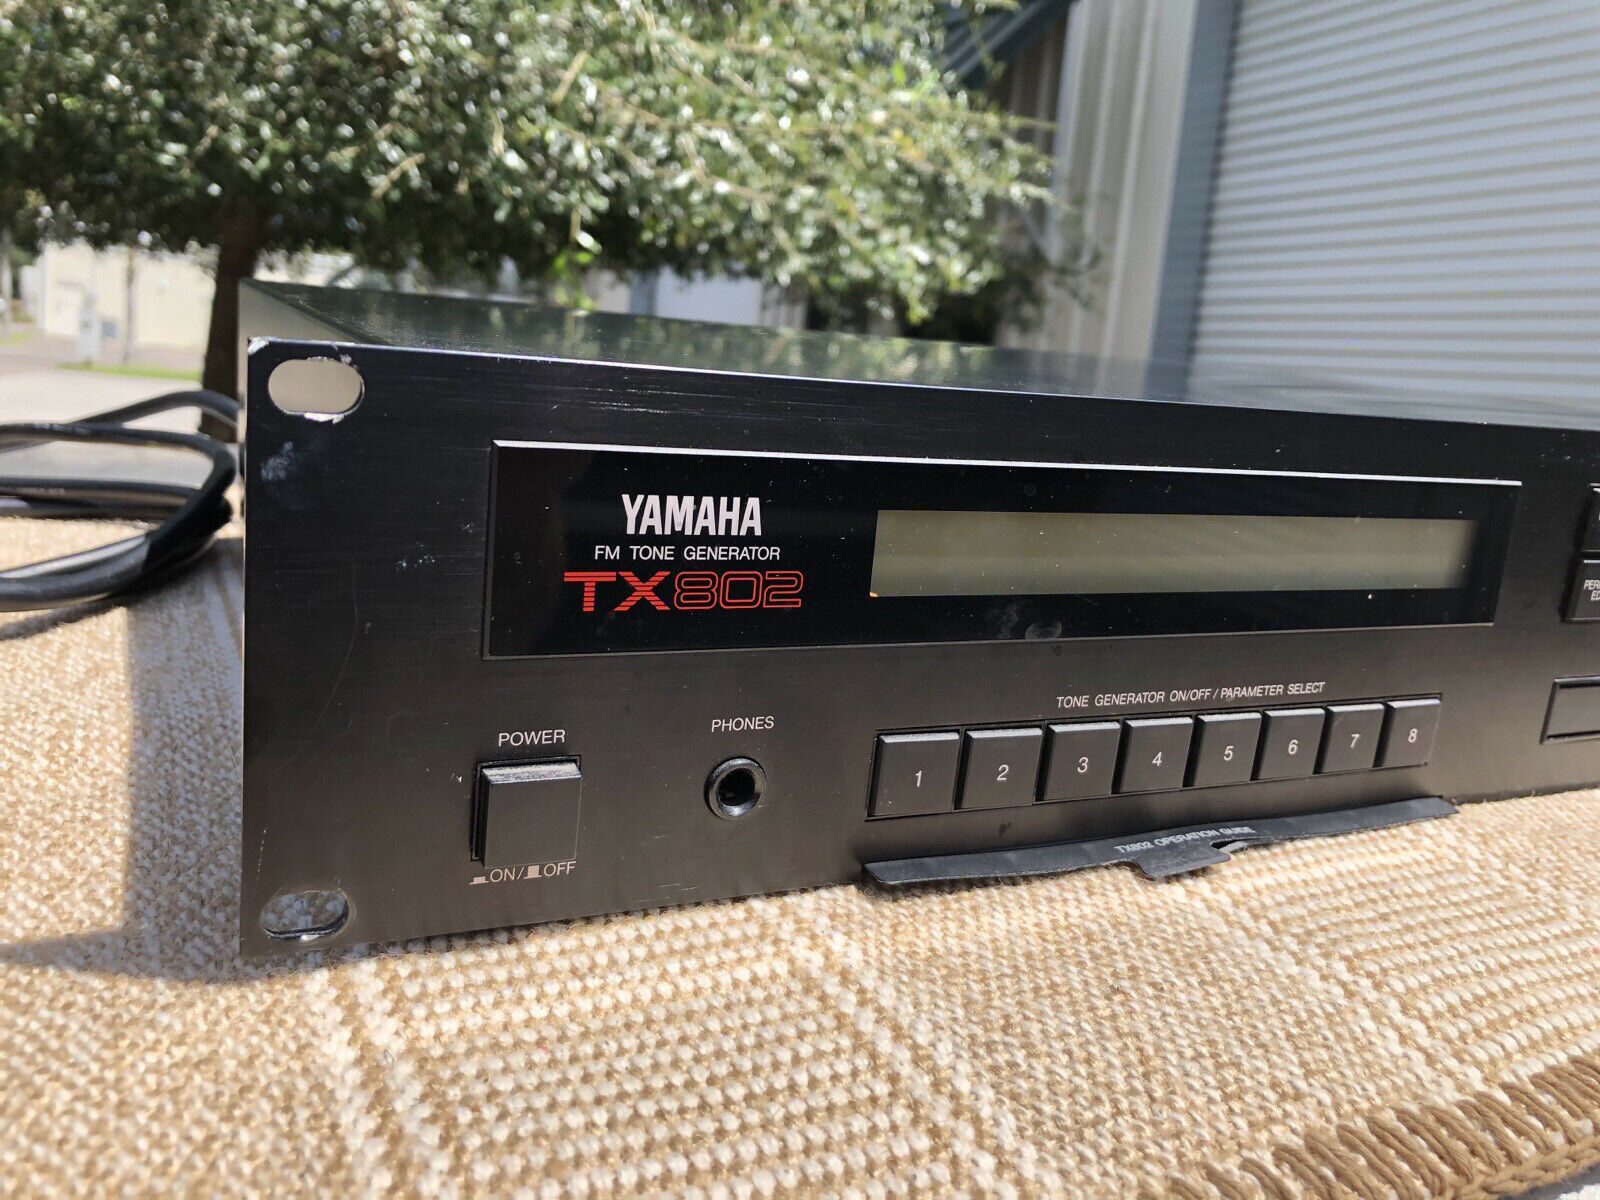 YAMAHA
FM TONE GENERATOR
TX802
TONE GENERATOR ON/OFF / PARAMETER SELECT
POWER
PHONES
1 2 3 4 5 6 7 8
ON/ OFF
TX802 OPERATION GUIDE